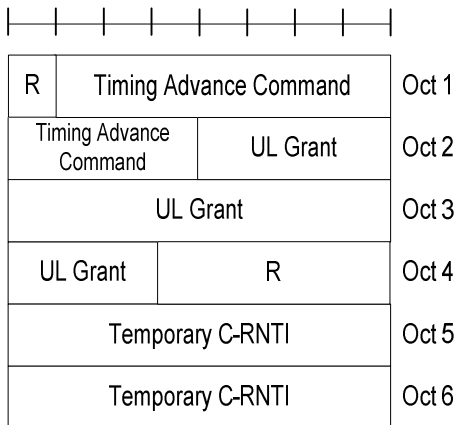 R Timing Advance Command Oct 1
Timing Advance
Command UL Grant Oct 2
UL Grant Oct 3
UL Grant R Oct 4
Temporary C-RNTI Oct 5
Temporary C-RNTI Oct 6